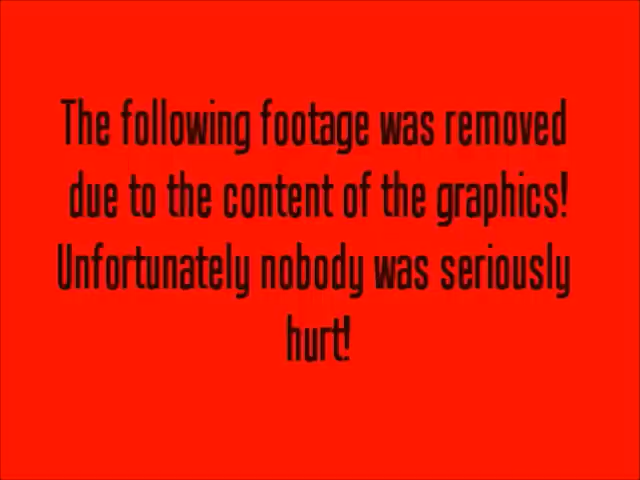 The following footage was removed
due to the content of the graphics!
Unfortunately nobody was seriously
hurt!